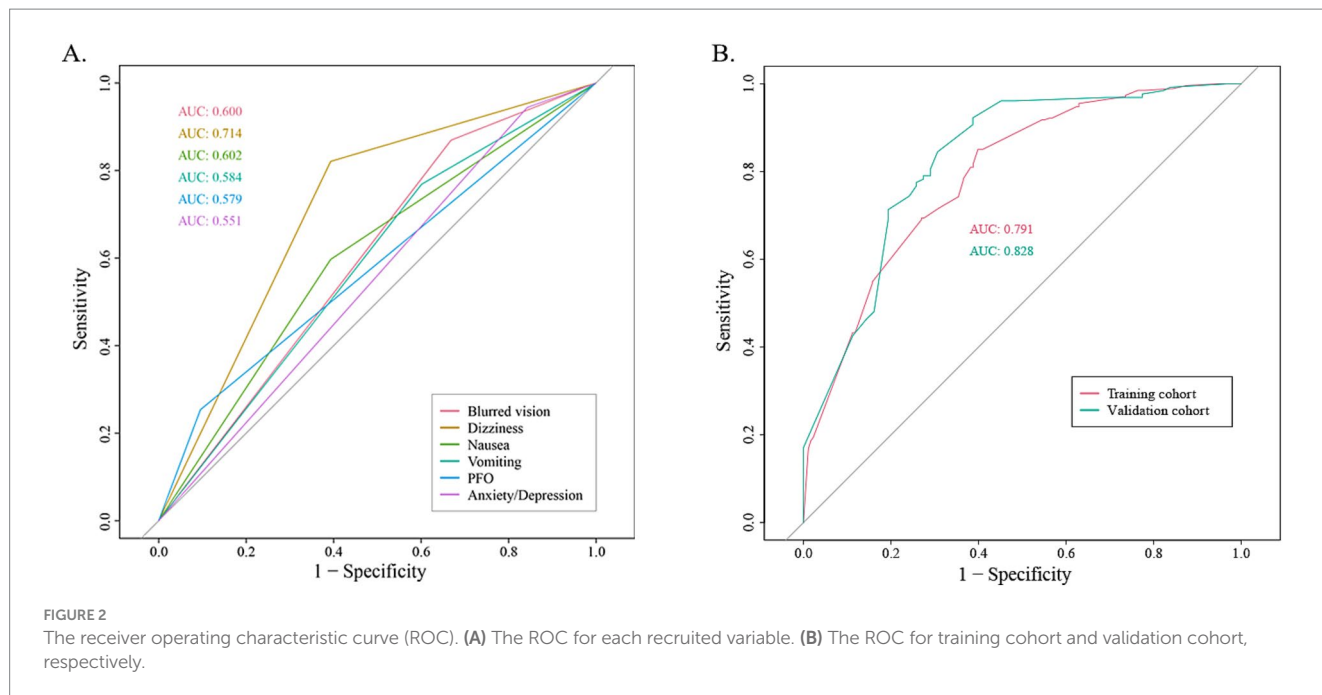 A.
AUC: 0.600
AUC: 0.714
AUC: 0.602
AUC: 0.584
AUC: 0.579
AUC: 0.551
Sensitivity
0.0
0.2
0.4
0.6
0.8
1.0
0.0
0.2
0.4
0.6
0.8
1.0
1 − Specificity
Blurred vision
Dizziness
Nausea
Vomiting
PFO
Anxiety/Depression
B.
AUC: 0.791
AUC: 0.828
Sensitivity
0.0
0.2
0.4
0.6
0.8
1.0
0.0
0.2
0.4
0.6
0.8
1.0
1 − Specificity
Training cohort
Validation cohort
FIGURE 2
The receiver operating characteristic curve (ROC). (A) The ROC for each recruited variable. (B) The ROC for training cohort and validation cohort,
respectively.